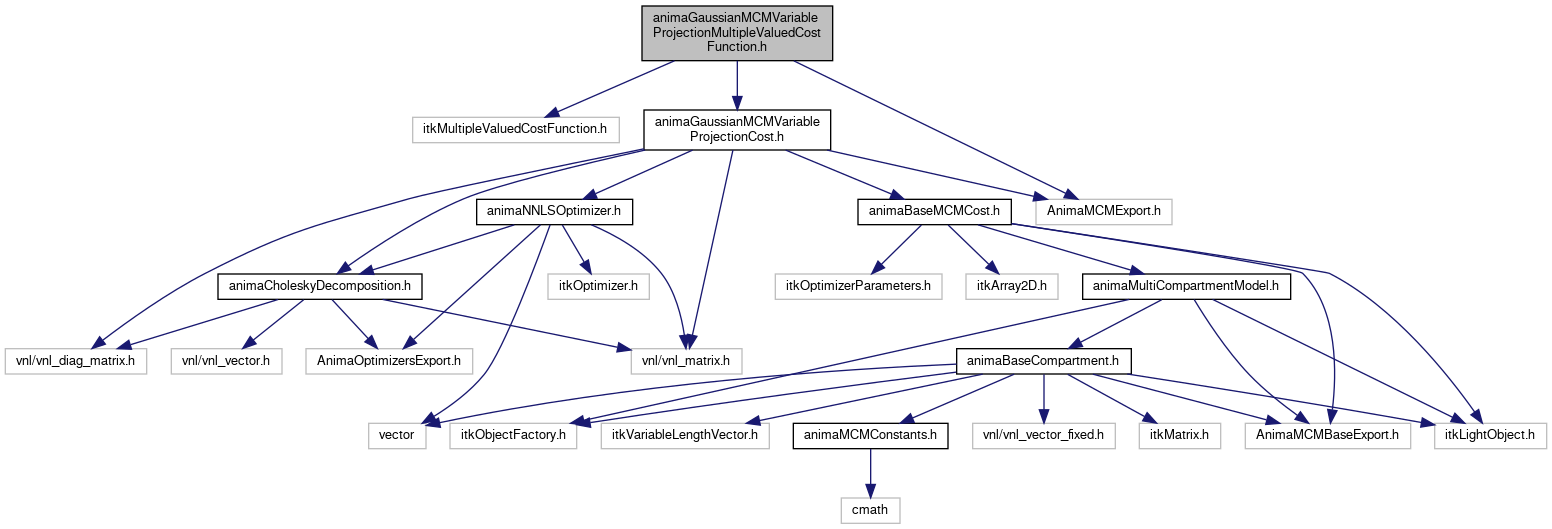 animaGaussianMCMVariable
ProjectionMultipleValuedCost
Function.h
itkMultipleValuedCostFunction.h
animaGaussianMCMVariable
ProjectionCost.h
animaNNLSOptimizer.h
animaBaseMCMCost.h
AnimaMCMExport.h
animaCholeskyDecomposition.h
itkOptimizer.h
itkOptimizerParameters.h
itkArray2D.h
animaMultiCompartmentModel.h
vnl/vnl_diag_matrix.h
vnl/vnl_vector.h
AnimaOptimizersExport.h
vnl/vnl_matrix.h
animaBaseCompartment.h
vector
itkObjectFactory.h
itkVariableLengthVector.h
animaMCMConstants.h
vnl/vnl_vector_fixed.h
itkMatrix.h
AnimaMCMBaseExport.h
itkLightObject.h
cmath